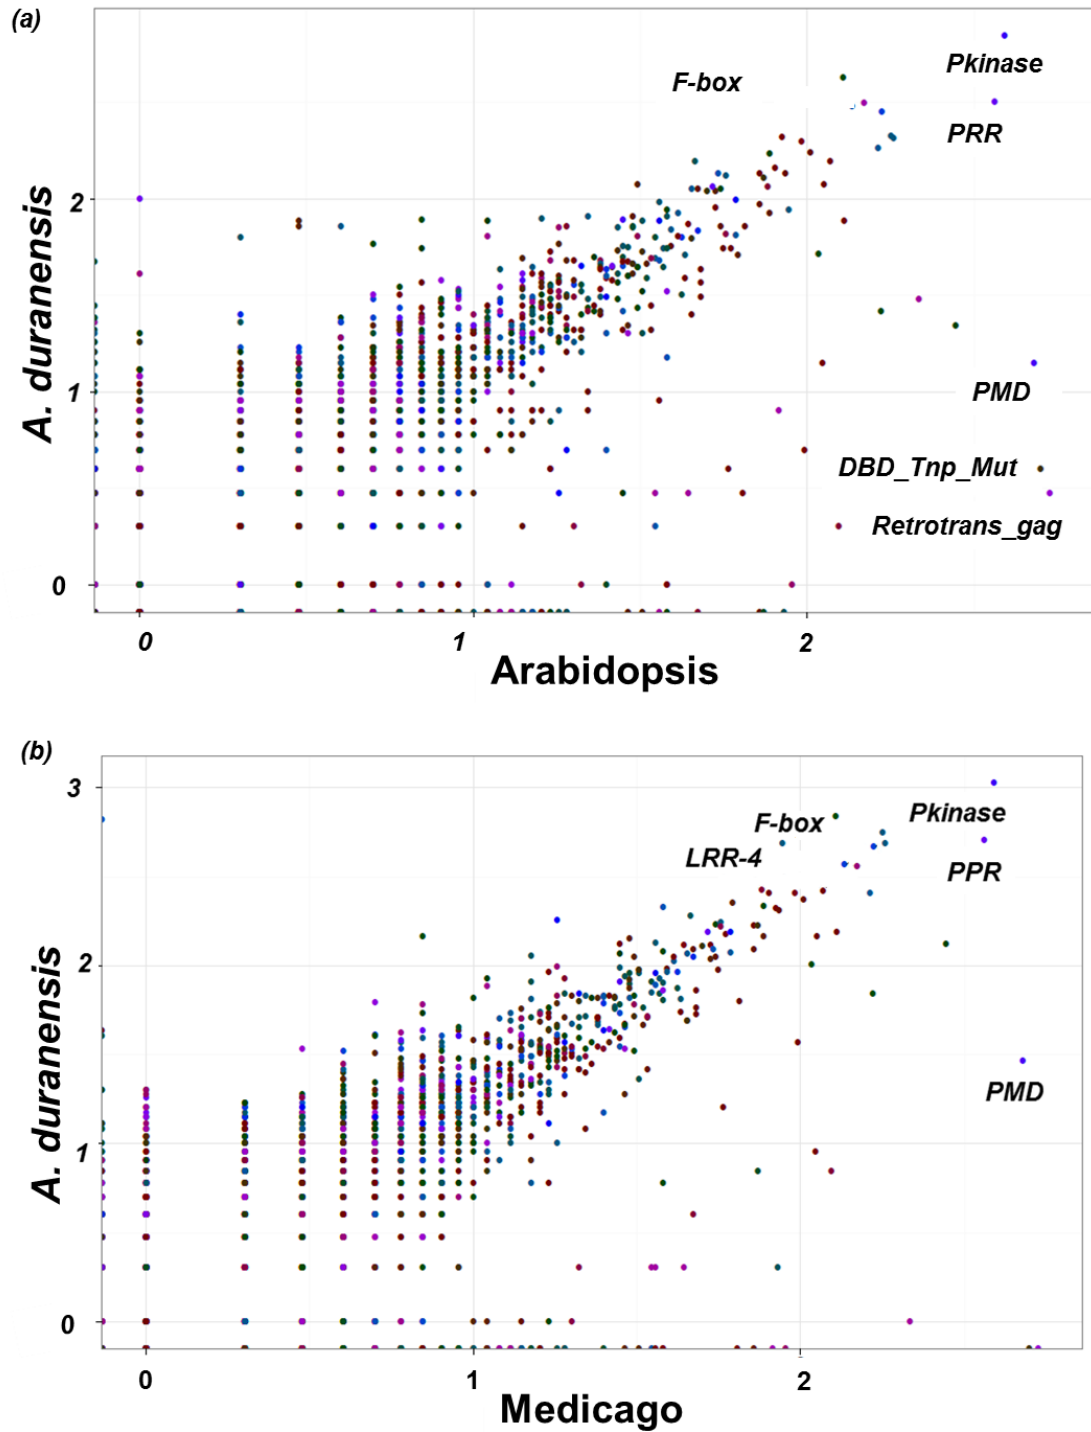 (a)
F-box
Pkinase
PRR
2
PMD
1
DBD_Tnp_Mut
Retrotrans_gag
0
A. duranensis
0
1
2
Arabidopsis
(b)
3
Pkinase
F-box
LRR-4
PPR
2
PMD
1
0
A. duranensis
0
1
2
Medicago